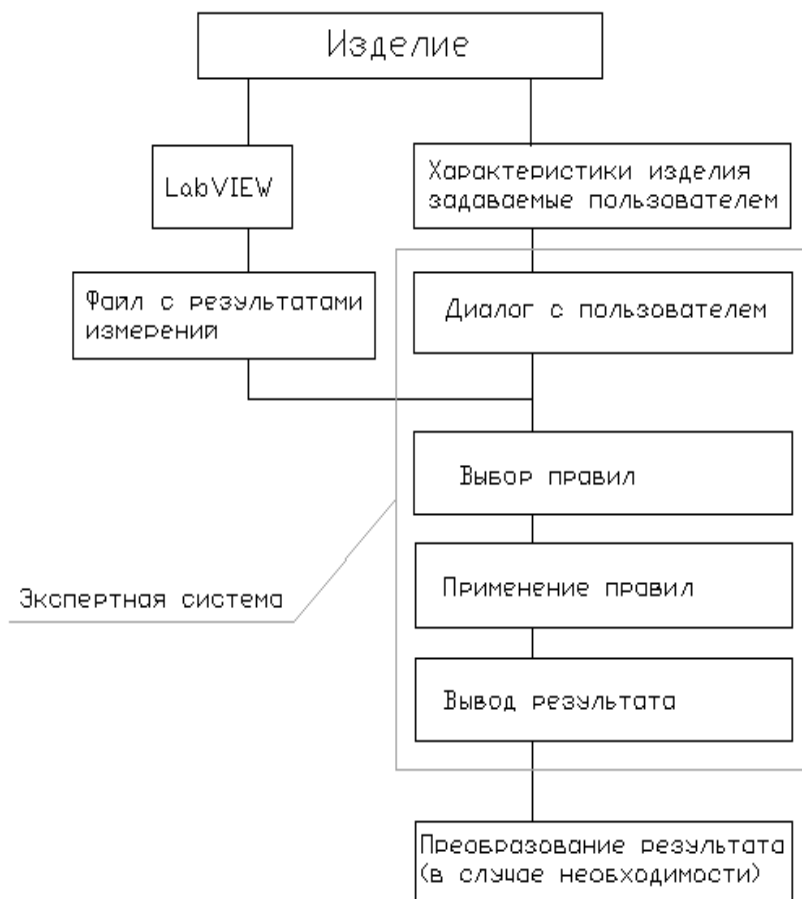 Изделие
LabVIEW
Характеристики изделия
задаваемые пользователем
Файл с результатами
измерений
Диалог с пользователем
Выбор правил
Применение правил
Экспертная система
Вывод результата
Преобразование результата
(в случае необходимости)